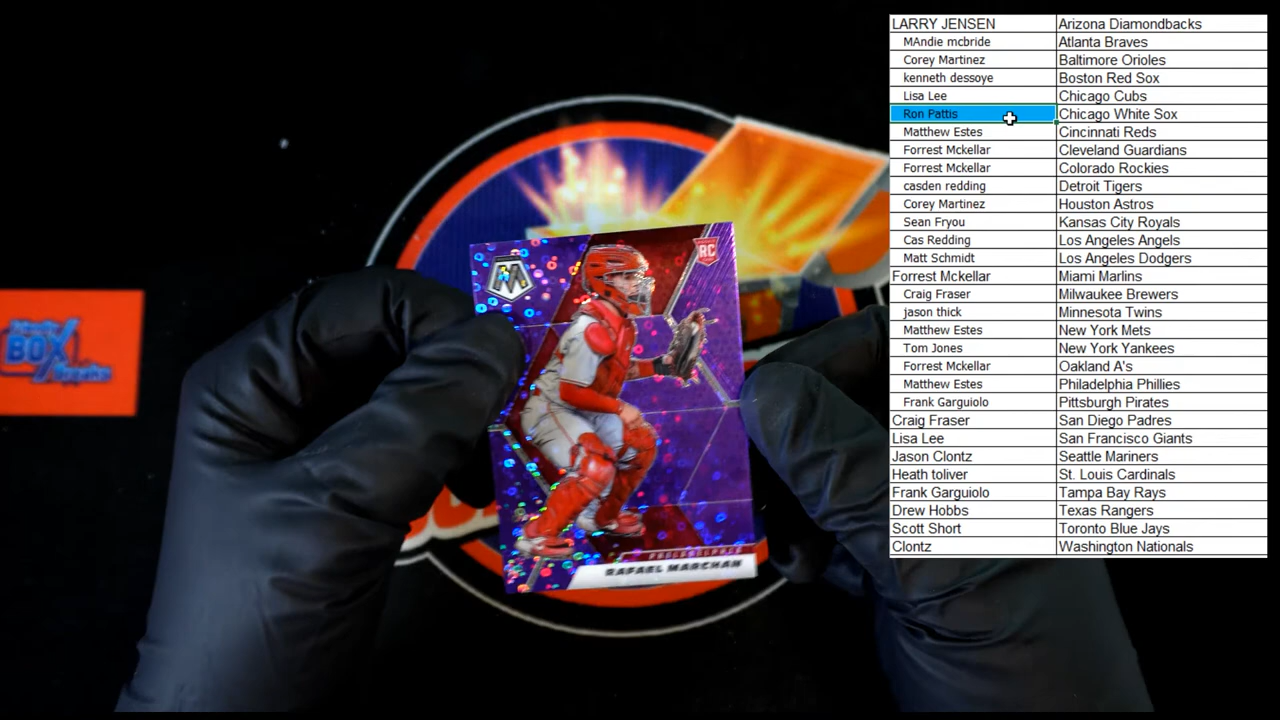 LARRY JENSEN Arizona Diamondbacks
MAndie mcbride Atlanta Braves
Corey Martinez Baltimore Orioles
kenneth dessoye Boston Red Sox
Lisa Lee Chicago Cubs
Ron Pattis Chicago White Sox
Matthew Estes Cincinnati Reds
Forrest Mckellar Cleveland Guardians
Forrest Mckellar Colorado Rockies
casden redding Detroit Tigers
Corey Martinez Houston Astros
Sean Fryou Kansas City Royals
Cas Redding Los Angeles Angels
Matt Schmidt Los Angeles Dodgers
Forrest Mckellar Miami Marlins
Craig Fraser Milwaukee Brewers
jason thick Minnesota Twins
Matthew Estes New York Mets
Tom Jones New York Yankees
Forrest Mckellar Oakland A's
Matthew Estes Philadelphia Phillies
Frank Garguiolo Pittsburgh Pirates
Craig Fraser San Diego Padres
Lisa Lee San Francisco Giants
Jason Clontz Seattle Mariners
Heath toliver St. Louis Cardinals
Frank Garguiolo Tampa Bay Rays
Drew Hobbs Texas Rangers
Scott Short Toronto Blue Jays
Clontz Washington Nationals
RC
BOX
PHILADELPHIA
RAFAEL MARCHAN